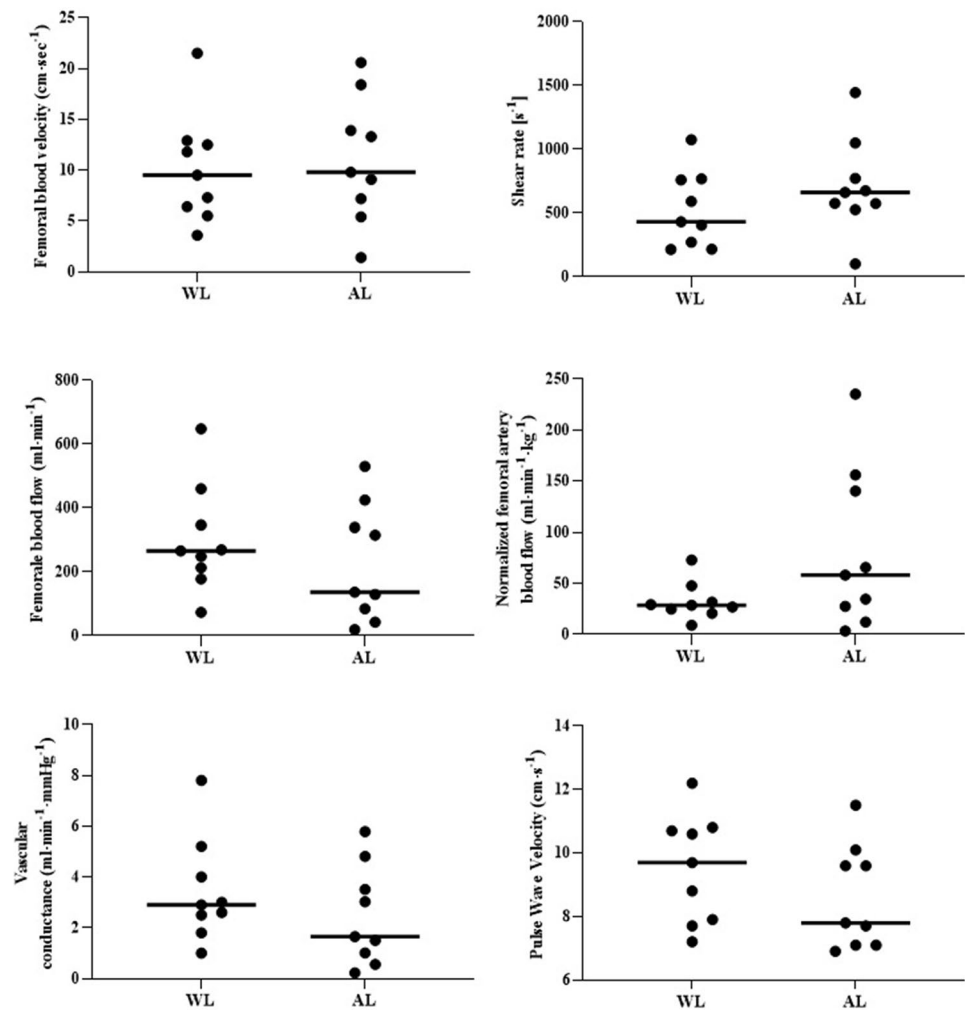 Femoral blood velocity (cm·sec⁻¹)
25
20
15
10
5
0
WL AL
Shear rate [s⁻¹]
2000
1500
1000
500
0
WL AL
Femorale blood flow (ml·min⁻¹)
800
600
400
200
0
WL AL
Normalized femoral artery
blood flow (ml·min⁻¹·kg⁻¹)
250
200
150
100
50
0
WL AL
Vascular
conductance (ml·min⁻¹·mmHg⁻¹)
10
8
6
4
2
0
WL AL
Pulse Wave Velocity (cm·s⁻¹)
14
12
10
8
6
WL AL